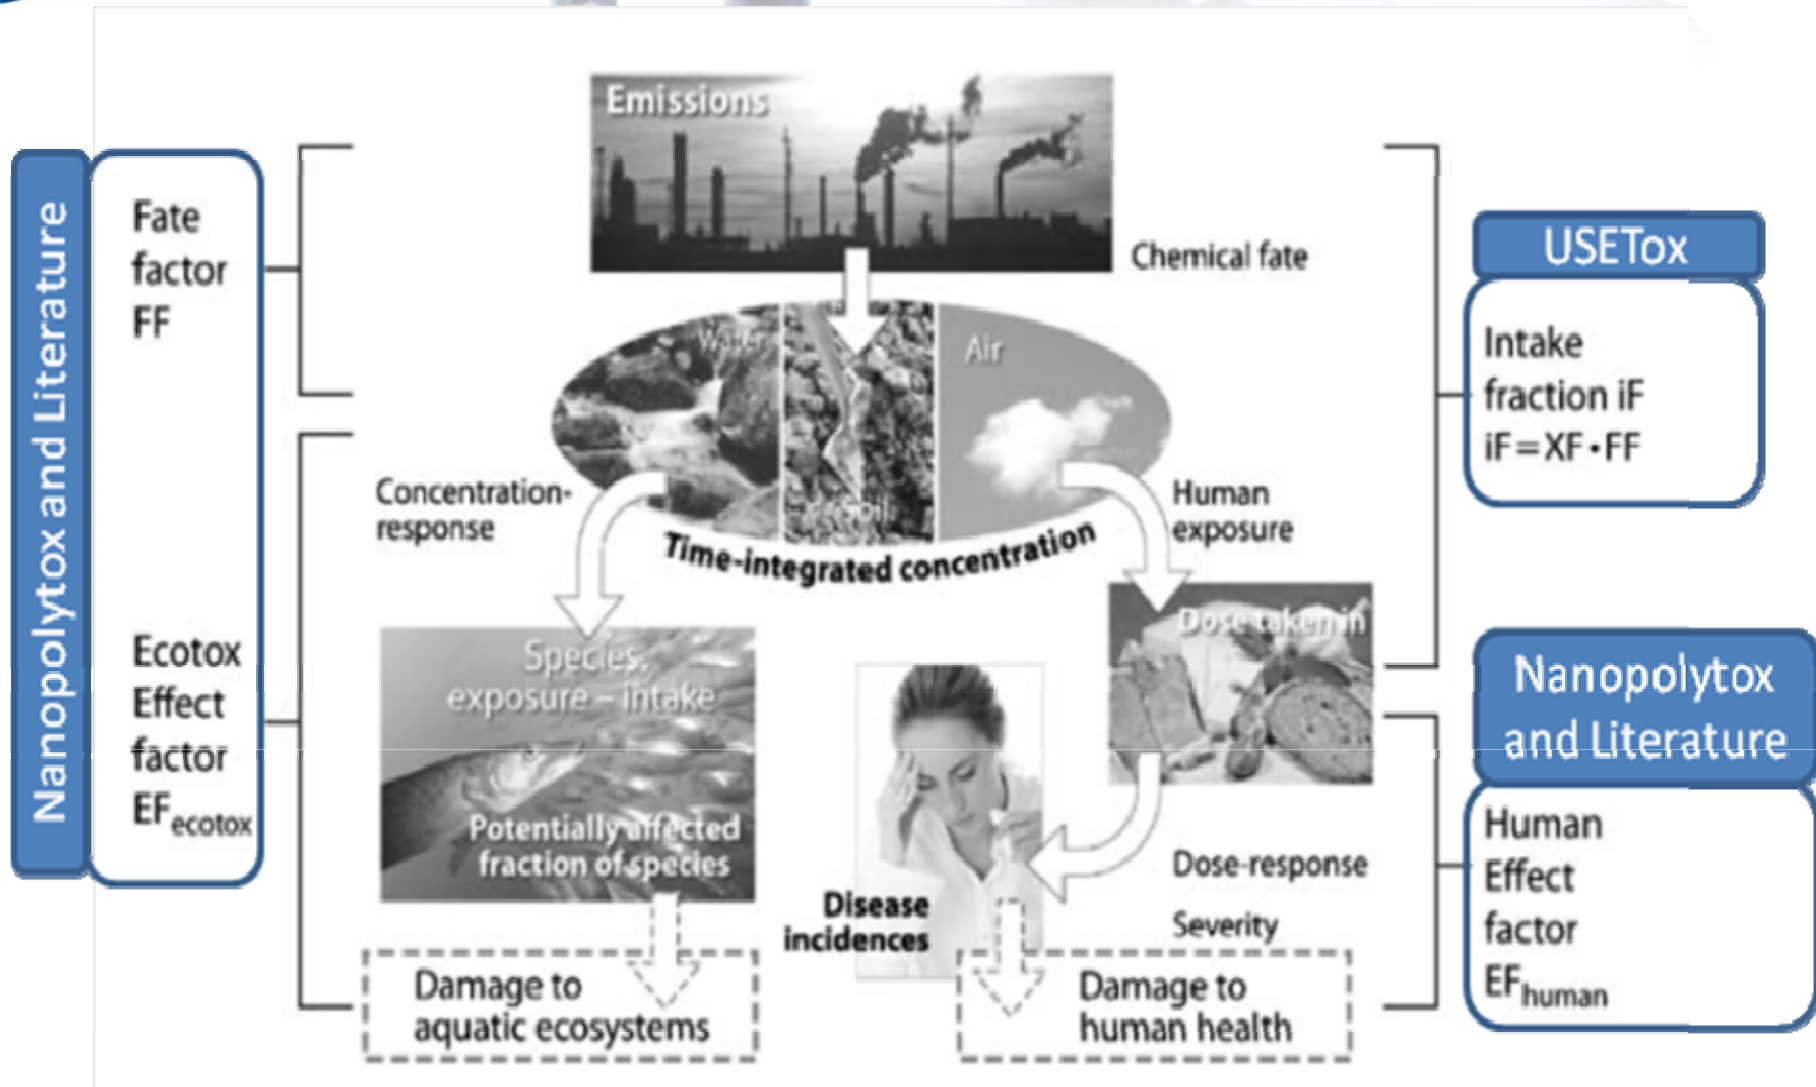 Nanopolytox and Literature
Fate
factor
FF
Ecotox
Effect
factor
EFecotox
Emissions
Chemical fate
Water
Air
Concentration-
response
Human
exposure
Time-integrated concentration
Species,
exposure – intake
Potentially affected
fraction of species
Dose taken in
Dose-response
Severity
Disease
incidences
Damage to
aquatic ecosystems
Damage to
human health
USETox
Intake
fraction iF
iF=XF·FF
Nanopolytox
and Literature
Human
Effect
factor
EFhuman